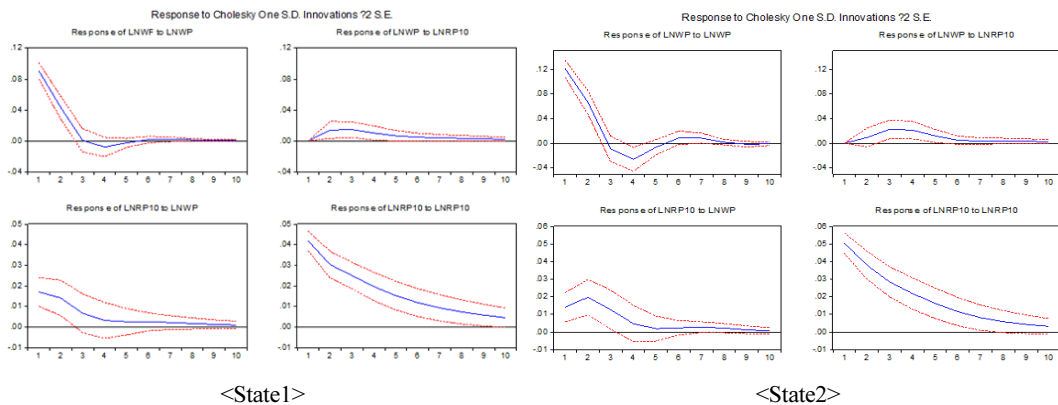 Response to Cholesky One S.D. Innovations ?2 S.E.
Response of LNWF to LNWP
.12
.08
.04
.00
-.04
1 2 3 4 5 6 7 8 9 10
Response of LNWP to LNRP10
.12
.08
.04
.00
-.04
1 2 3 4 5 6 7 8 9 10
Response of LNRP10 to LNWP
.05
.04
.03
.02
.01
.00
-.01
1 2 3 4 5 6 7 8 9 10
Response of LNRP10 to LNRP10
.05
.04
.03
.02
.01
.00
-.01
1 2 3 4 5 6 7 8 9 10
<State1>
Response to Cholesky One S.D. Innovations ?2 S.E.
Response of LNWP to LNWP
.12
.08
.04
.00
-.04
1 2 3 4 5 6 7 8 9 10
Response of LNWP to LNRP10
.12
.08
.04
.00
-.04
1 2 3 4 5 6 7 8 9 10
Response of LNRP10 to LNWP
.06
.05
.04
.03
.02
.01
.00
-.01
1 2 3 4 5 6 7 8 9 10
Response of LNRP10 to LNRP10
.06
.05
.04
.03
.02
.01
.00
-.01
1 2 3 4 5 6 7 8 9 10
<State2>